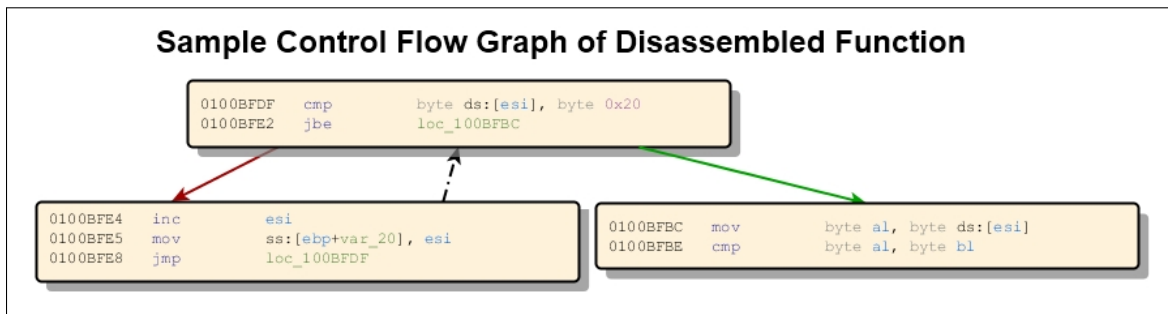 Sample Control Flow Graph of Disassembled Function
0100BFDF cmp byte ds:[esi], byte 0x20
0100BFE2 jbe loc_100BFBC
0100BFE4 inc esi
0100BFE5 mov ss:[ebp+var_20], esi
0100BFE8 jmp loc_100BFDF
0100BFBC mov byte al, byte ds:[esi]
0100BFBE cmp byte al, byte bl